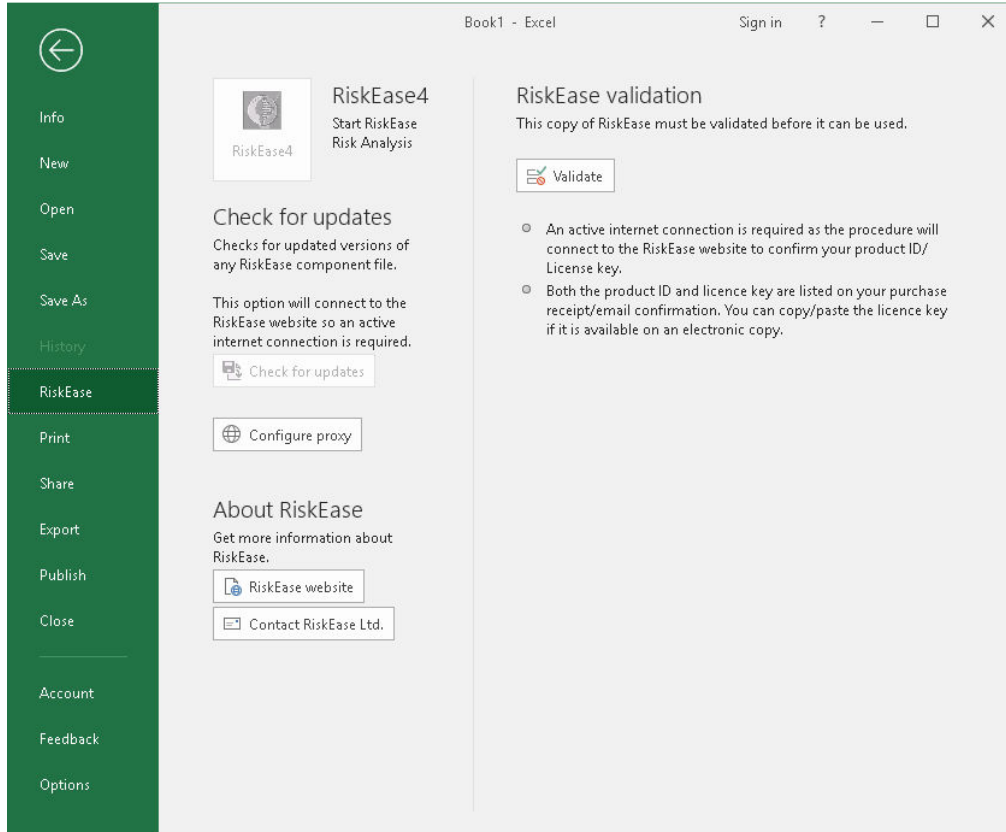 Book1 - Excel
Sign in
?
Info
New
Open
Save
Save As
History
RiskEase
Print
Share
Export
Publish
Close
Account
Feedback
Options
RiskEase4
RiskEase4
Start RiskEase
Risk Analysis
Check for updates
Checks for updated versions of
any RiskEase component file.
This option will connect to the
RiskEase website so an active
internet connection is required.
Check for updates
Configure proxy
About RiskEase
Get more information about
RiskEase.
RiskEase website
Contact RiskEase Ltd.
RiskEase validation
This copy of RiskEase must be validated before it can be used.
Validate
An active internet connection is required as the procedure will
connect to the RiskEase website to confirm your product ID/
License key.
Both the product ID and licence key are listed on your purchase
receipt/email confirmation. You can copy/paste the licence key
if it is available on an electronic copy.